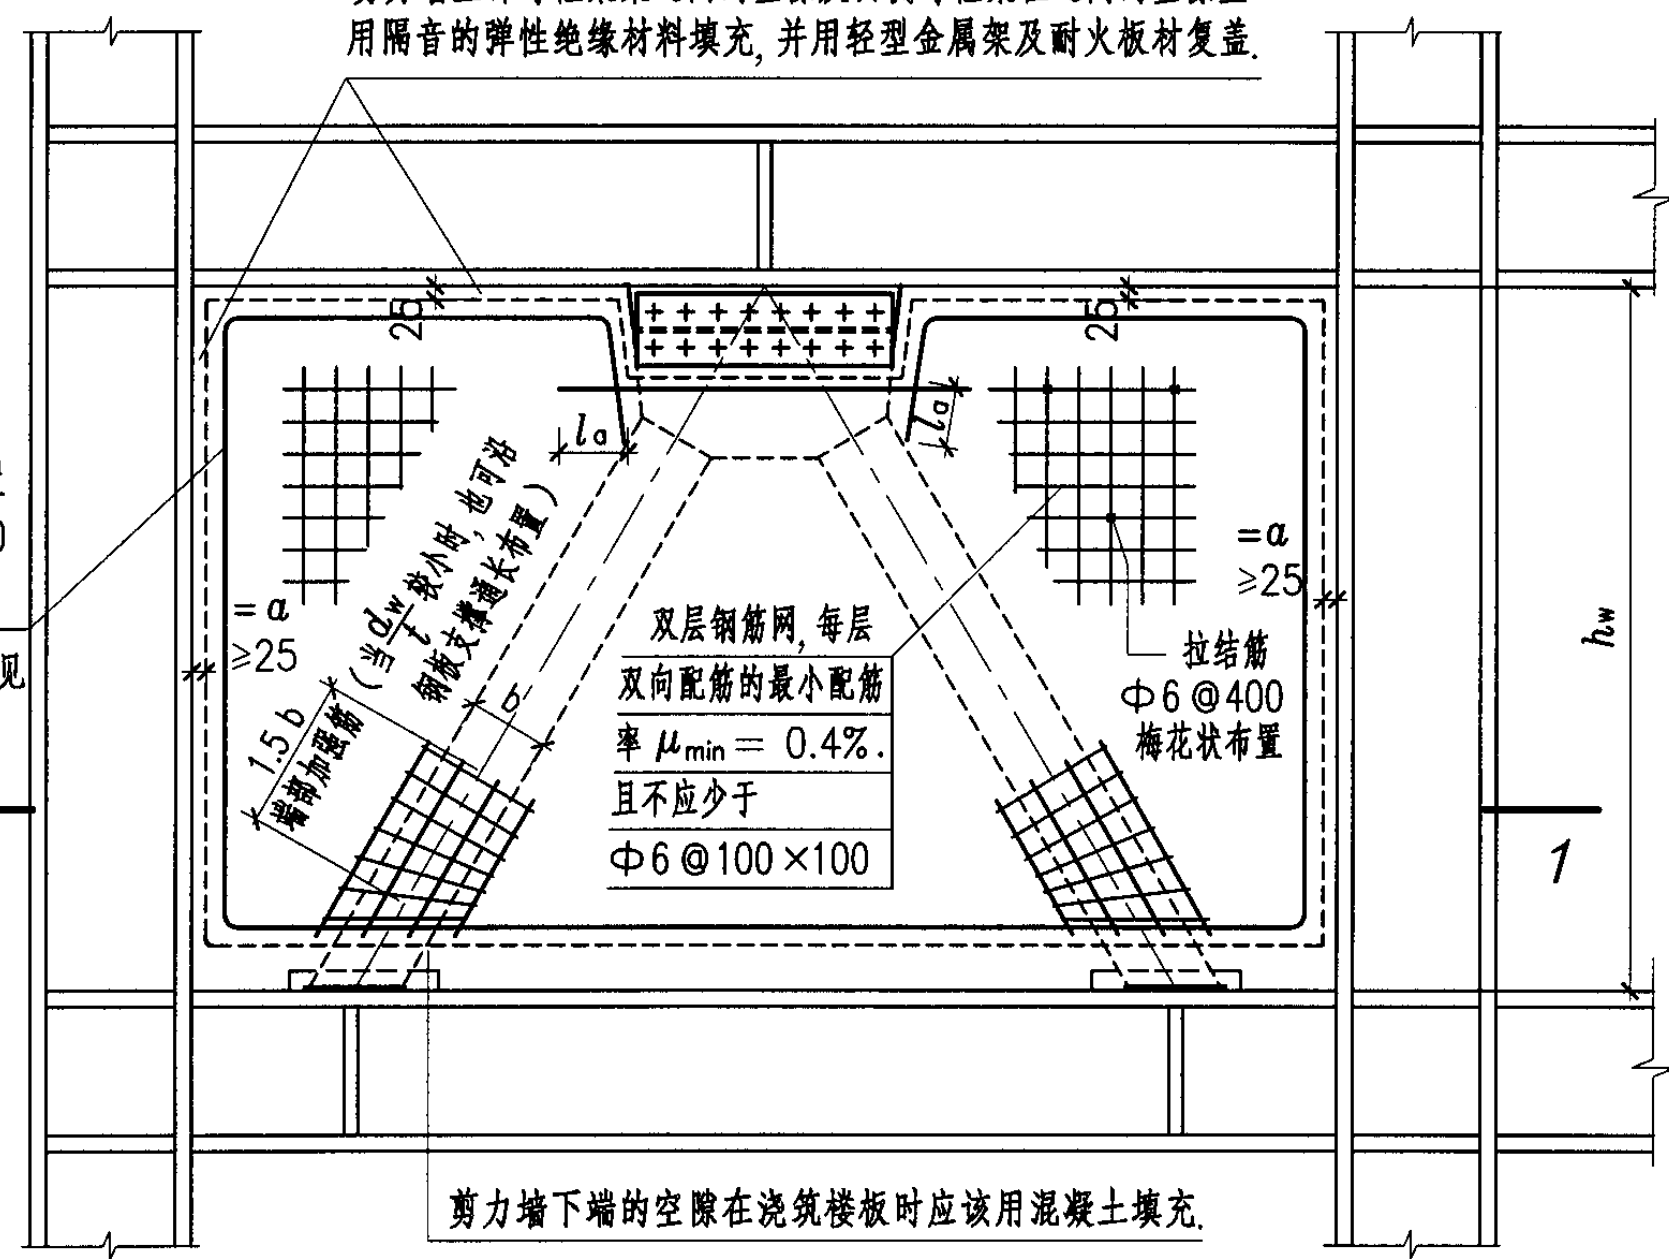 用隔音的弹性绝缘材料填充, 并用轻型金属架及耐火板材复盖.
25
25
la
la
(当 dw/t 较小时, 也可沿
钢板支撑通长布置)
=a
≥25
=a
≥25
hw
见
双层钢筋网, 每层
双向配筋的最小配筋
率 μmin = 0.4%.
且不应少于
Φ6@100×100
拉结筋
Φ6@400
梅花状布置
b
1.5b
端部加强筋
1
剪力墙下端的空隙在浇筑楼板时应该用混凝土填充.